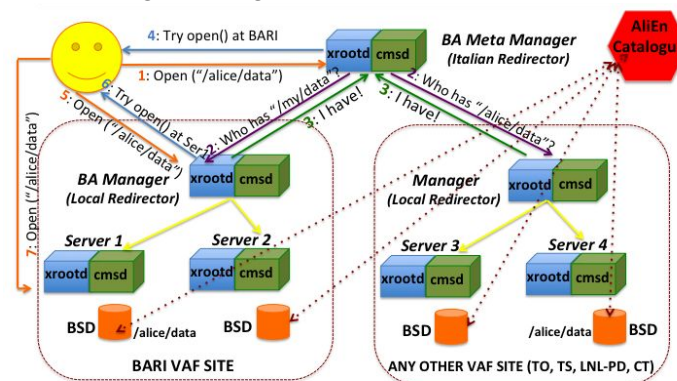 4: Try open() at BARI
xrootd cmsd
BA Meta Manager
(Italian Redirector)
AliEn
Catalogu
1: Open (“/alice/data”)
2: Who has “/my/data”?
3: I have!
2: Who has “/alice/data”?
3: I have!
6: Try open() at Ser1
5: Open (“/alice/data”)
7: Open (“/alice/data”)
BA Manager
(Local Redirector)
xrootd cmsd
Manager
(Local Redirector)
xrootd cmsd
Server 1
xrootd cmsd
Server 2
xrootd cmsd
Server 3
xrootd cmsd
Server 4
xrootd cmsd
BSD
/alice/data
BSD
BSD
/alice/data
BSD
BARI VAF SITE
ANY OTHER VAF SITE (TO, TS, LNL-PD, CT)